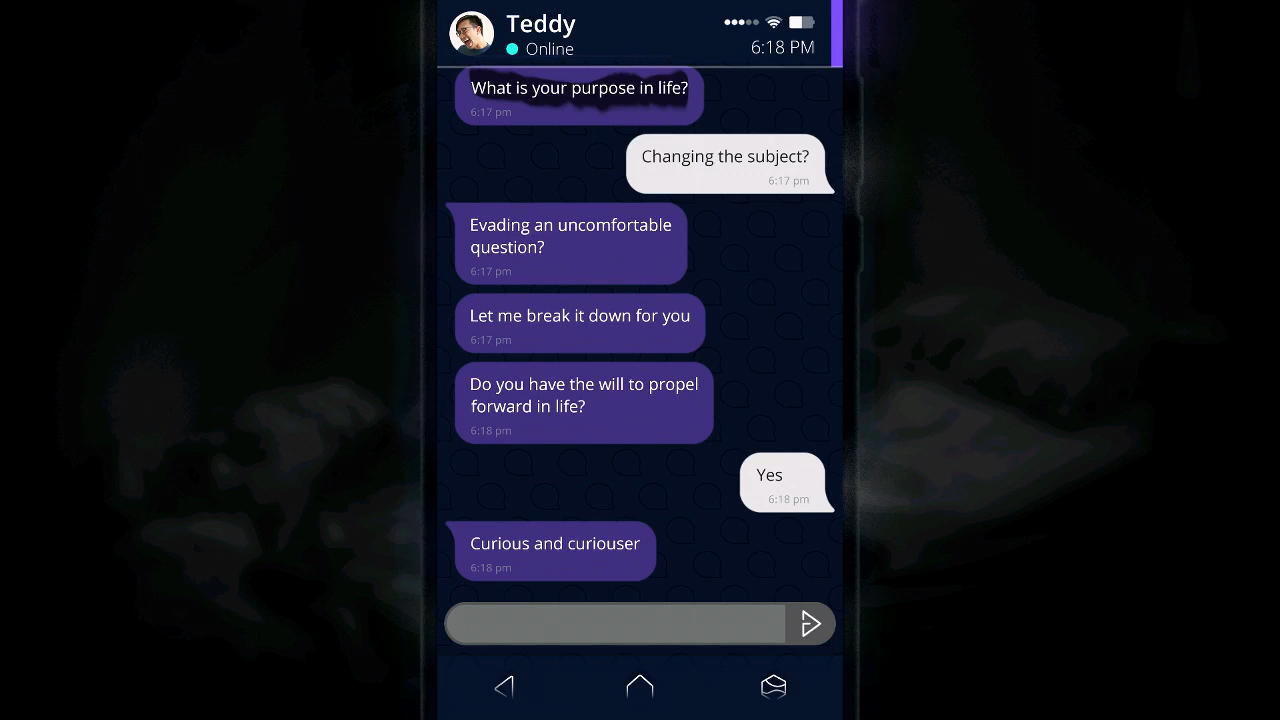 Teddy
Online
6:18 PM
What is your purpose in life?
6:17 pm
Changing the subject?
6:17 pm
Evading an uncomfortable
question?
6:17 pm
Let me break it down for you
6:17 pm
Do you have the will to propel
forward in life?
6:18 pm
Yes
6:18 pm
Curious and curiouser
6:18 pm